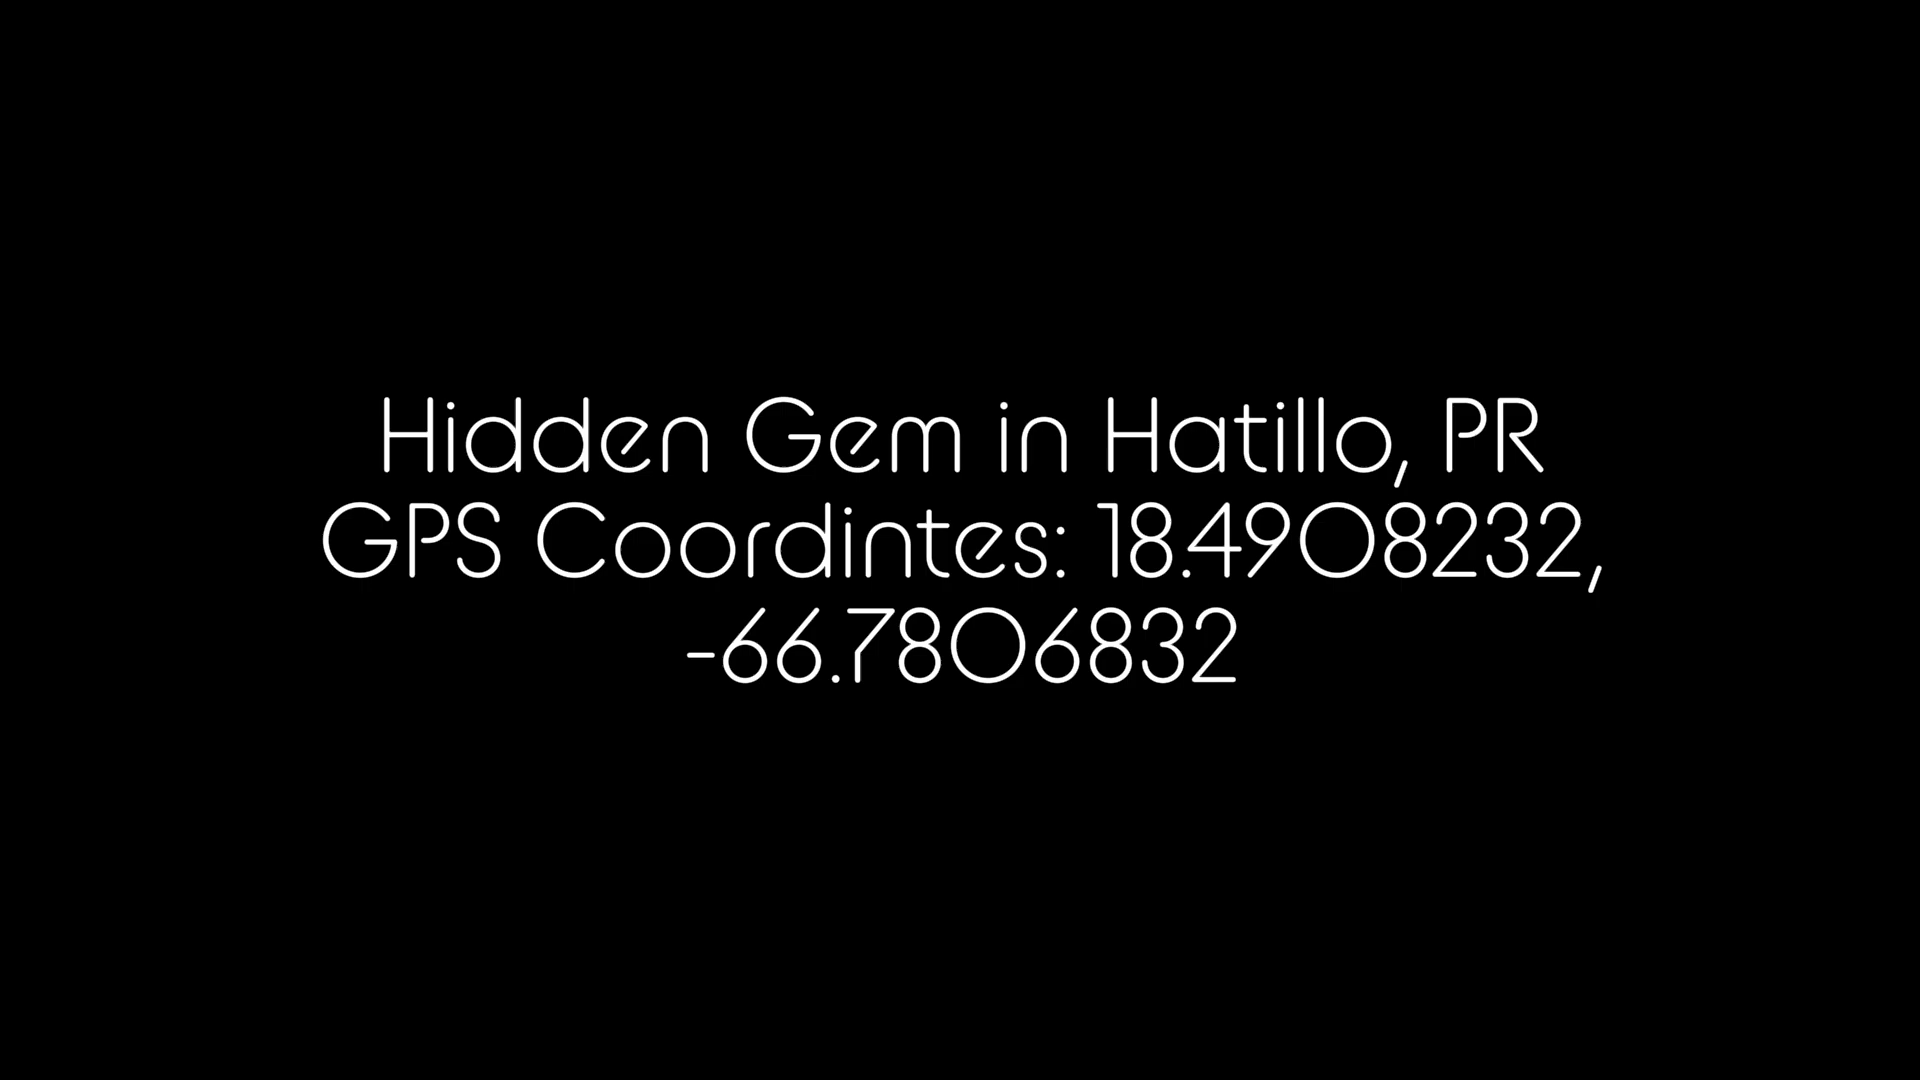 Hidden Gem in Hatillo, PR
GPS Coordintes: 18.4908232,
-66.7806832